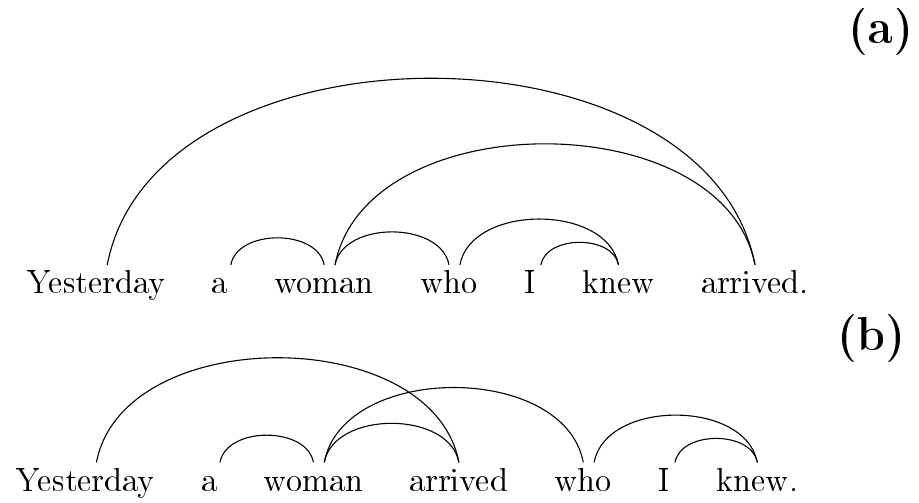 (a)
Yesterday a woman who I knew arrived.
(b)
Yesterday a woman arrived who I knew.